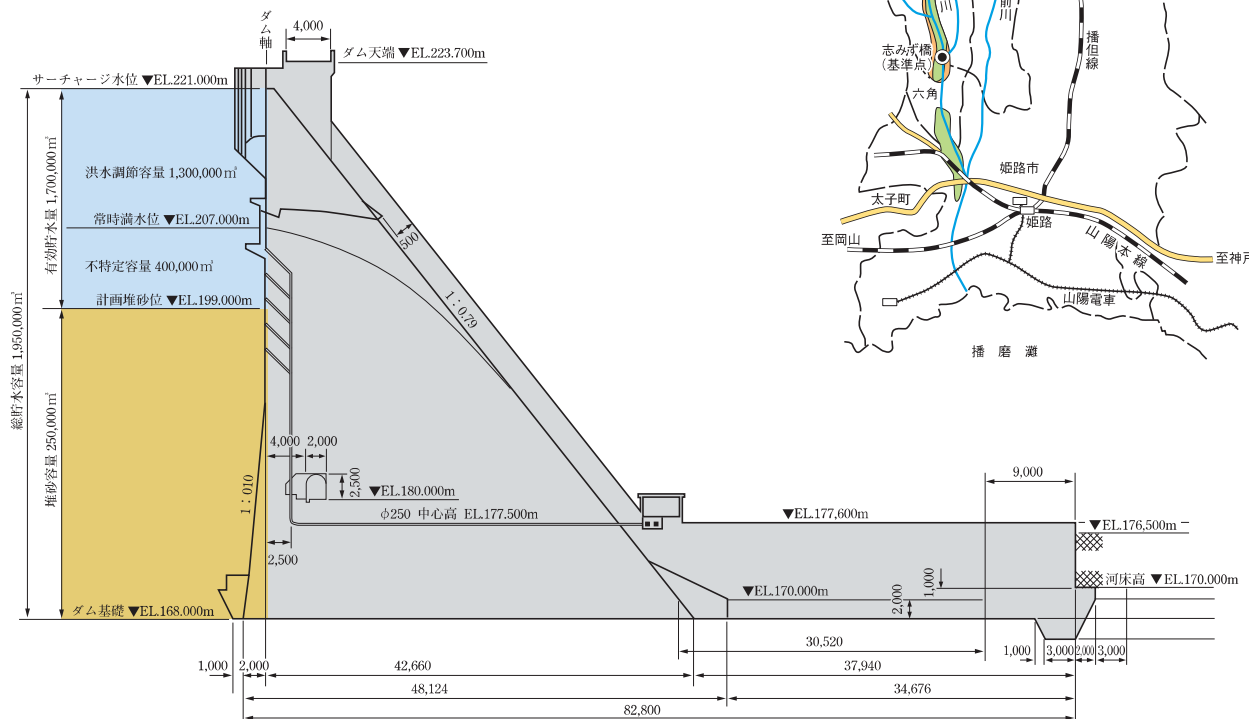 ダム軸
4,000
ダム天端 ▼EL.223.700m
サーチャージ水位 ▼EL.221.000m
洪水調節容量 1,300,000㎥
常時満水位 ▼EL.207.000m
不特定容量 400,000㎥
計画堆砂位 ▼EL.199.000m
有効貯水量 1,700,000㎥
総貯水容量 1,950,000㎥
堆砂容量 250,000㎥
500
1：0.79
1：010
4,000
2,000
2,500
▼EL.180.000m
φ250 中心高 EL.177.500m
2,500
ダム基礎 ▼EL.168.000m
▼EL.177,600m
9,000
▼EL.176,500m
1,000
河床高 ▼EL.170.000m
▼EL.170.000m
2,000
30,520
1,000
3,000
2,000
3,000
1,000
2,000
42,660
37,940
48,124
34,676
82,800
川
前川
播但線
志みず橋
（基準点）
六角
姫路市
太子町
姫路
至岡山
山陽本線
至神戸
山陽電車
播磨灘